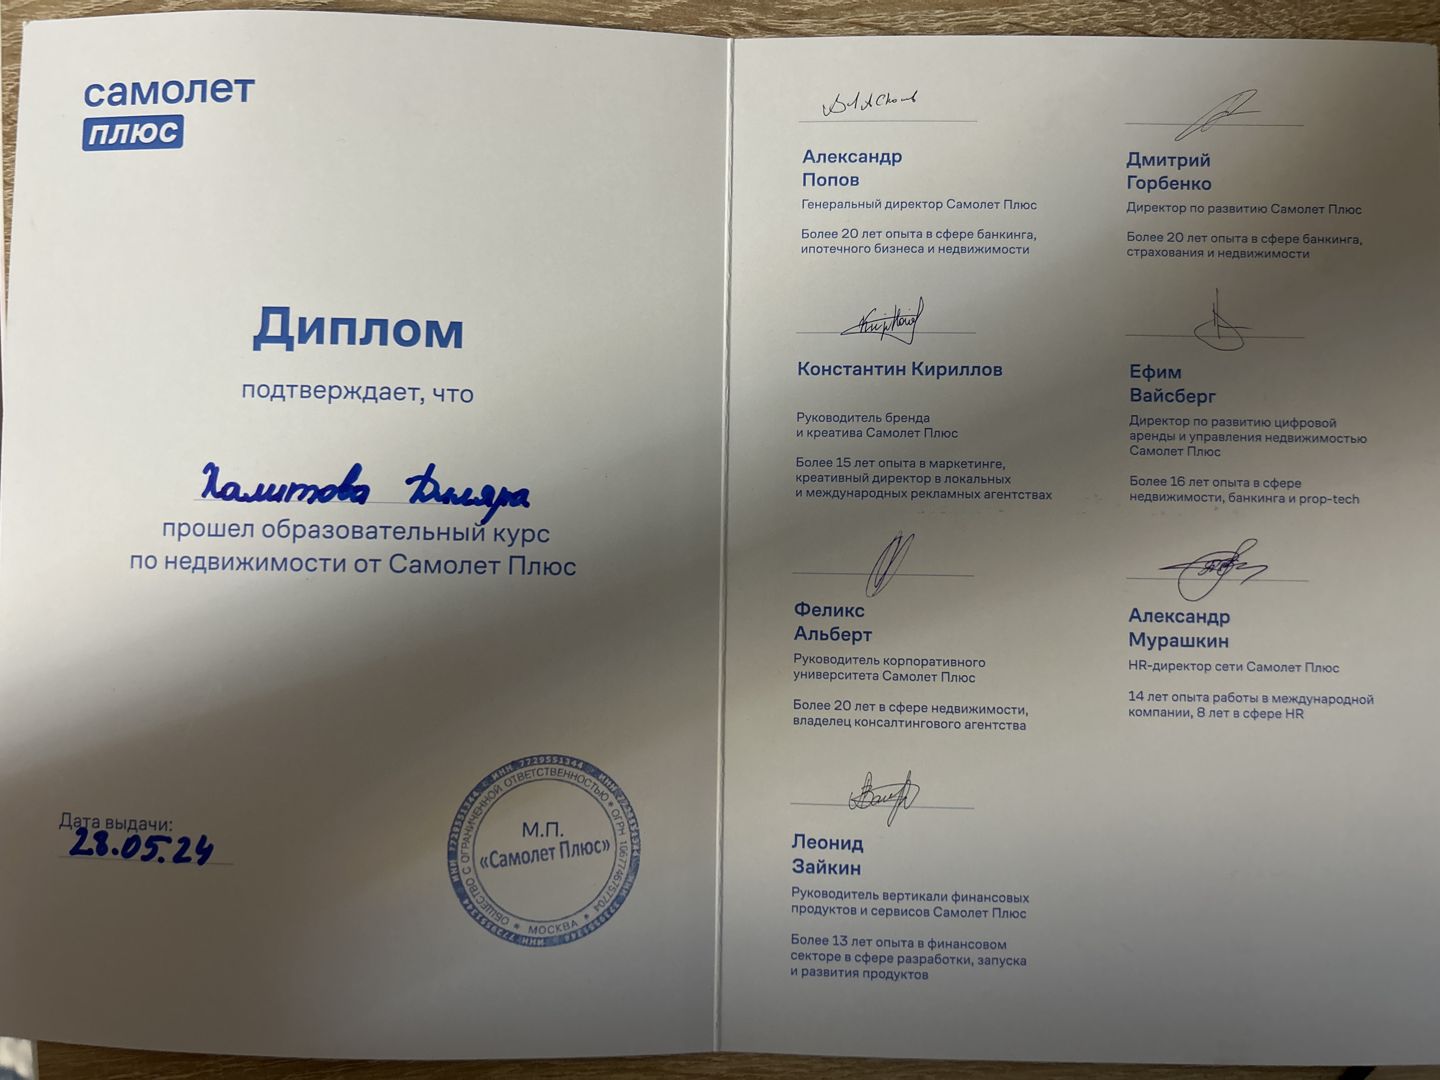 самолет
плюс
Диплом
подтверждает, что
Халитова Диляра
прошел образовательный курс
по недвижимости от Самолет Плюс
Дата выдачи:
28.05.24
ОБЩЕСТВО С ОГРАНИЧЕННОЙ ОТВЕТСТВЕННОСТЬЮ * ОГРН 1067746757704 * МОСКВА *
ИНН 7729551344
М.П.
«Самолет Плюс»
Александр
Попов
Генеральный директор Самолет Плюс
Более 20 лет опыта в сфере банкинга,
ипотечного бизнеса и недвижимости
Дмитрий
Горбенко
Директор по развитию Самолет Плюс
Более 20 лет опыта в сфере банкинга,
страхования и недвижимости
Константин Кириллов
Руководитель бренда
и креатива Самолет Плюс
Более 15 лет опыта в маркетинге,
креативный директор в локальных
и международных рекламных агентствах
Ефим
Вайсберг
Директор по развитию цифровой
аренды и управления недвижимостью
Самолет Плюс
Более 16 лет опыта в сфере
недвижимости, банкинга и prop-tech
Феликс
Альберт
Руководитель корпоративного
университета Самолет Плюс
Более 20 лет в сфере недвижимости,
владелец консалтингового агентства
Александр
Мурашкин
HR-директор сети Самолет Плюс
14 лет опыта работы в международной
компании, 8 лет в сфере HR
Леонид
Зайкин
Руководитель вертикали финансовых
продуктов и сервисов Самолет Плюс
Более 13 лет опыта в финансовом
секторе в сфере разработки, запуска
и развития продуктов